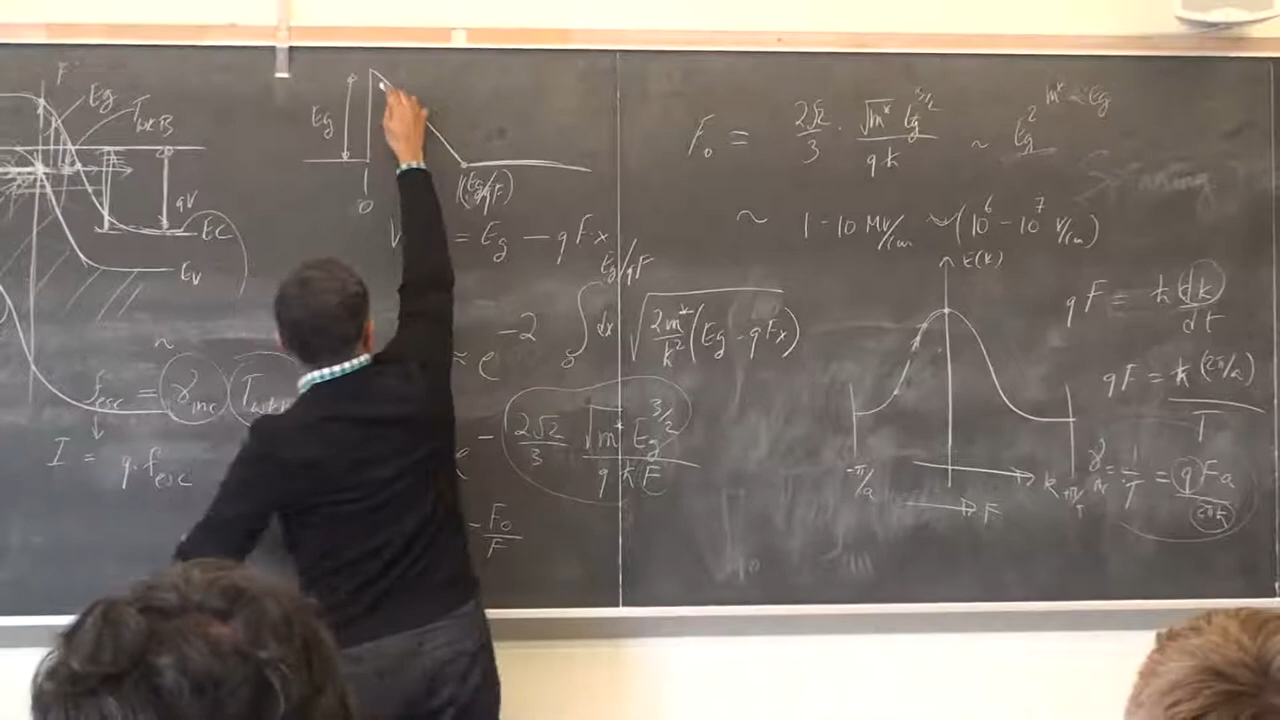 F
Eg
T_WKB
qV
Ec
Ev
f_esc = γ_inc T_WKB
I = q·f_esc
Eg
0
(Eg/qF)
V = Eg − qF·x
≈ e^{−2 ∫_0^{Eg/qF} dx √(2m*/ħ² (Eg − qFx))}
e^{− 2√2/3 √m* Eg^{3/2} / qħF}
−F₀/F
F₀ = 2√2/3 · √m* Eg^{3/2} / qħ ~ Eg² m* ~ Eg
~ 1-10 MV/cm ~ (10⁶ − 10⁷ V/cm)
E(k)
−π/a
k
F
qF = ħ dk/dt
qF = ħ (2π/a) / T
= 1/T = qFa / 2πħ